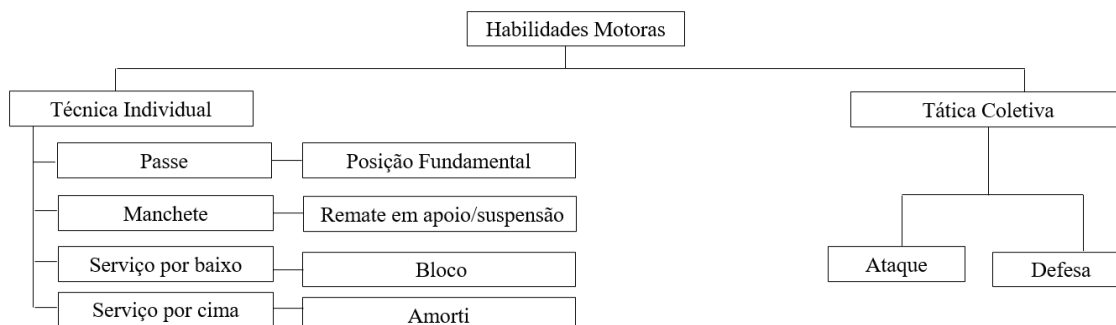 Habilidades Motoras
Técnica Individual
Tática Coletiva
Passe
Posição Fundamental
Manchete
Remate em apoio/suspensão
Serviço por baixo
Bloco
Ataque
Defesa
Serviço por cima
Amorti